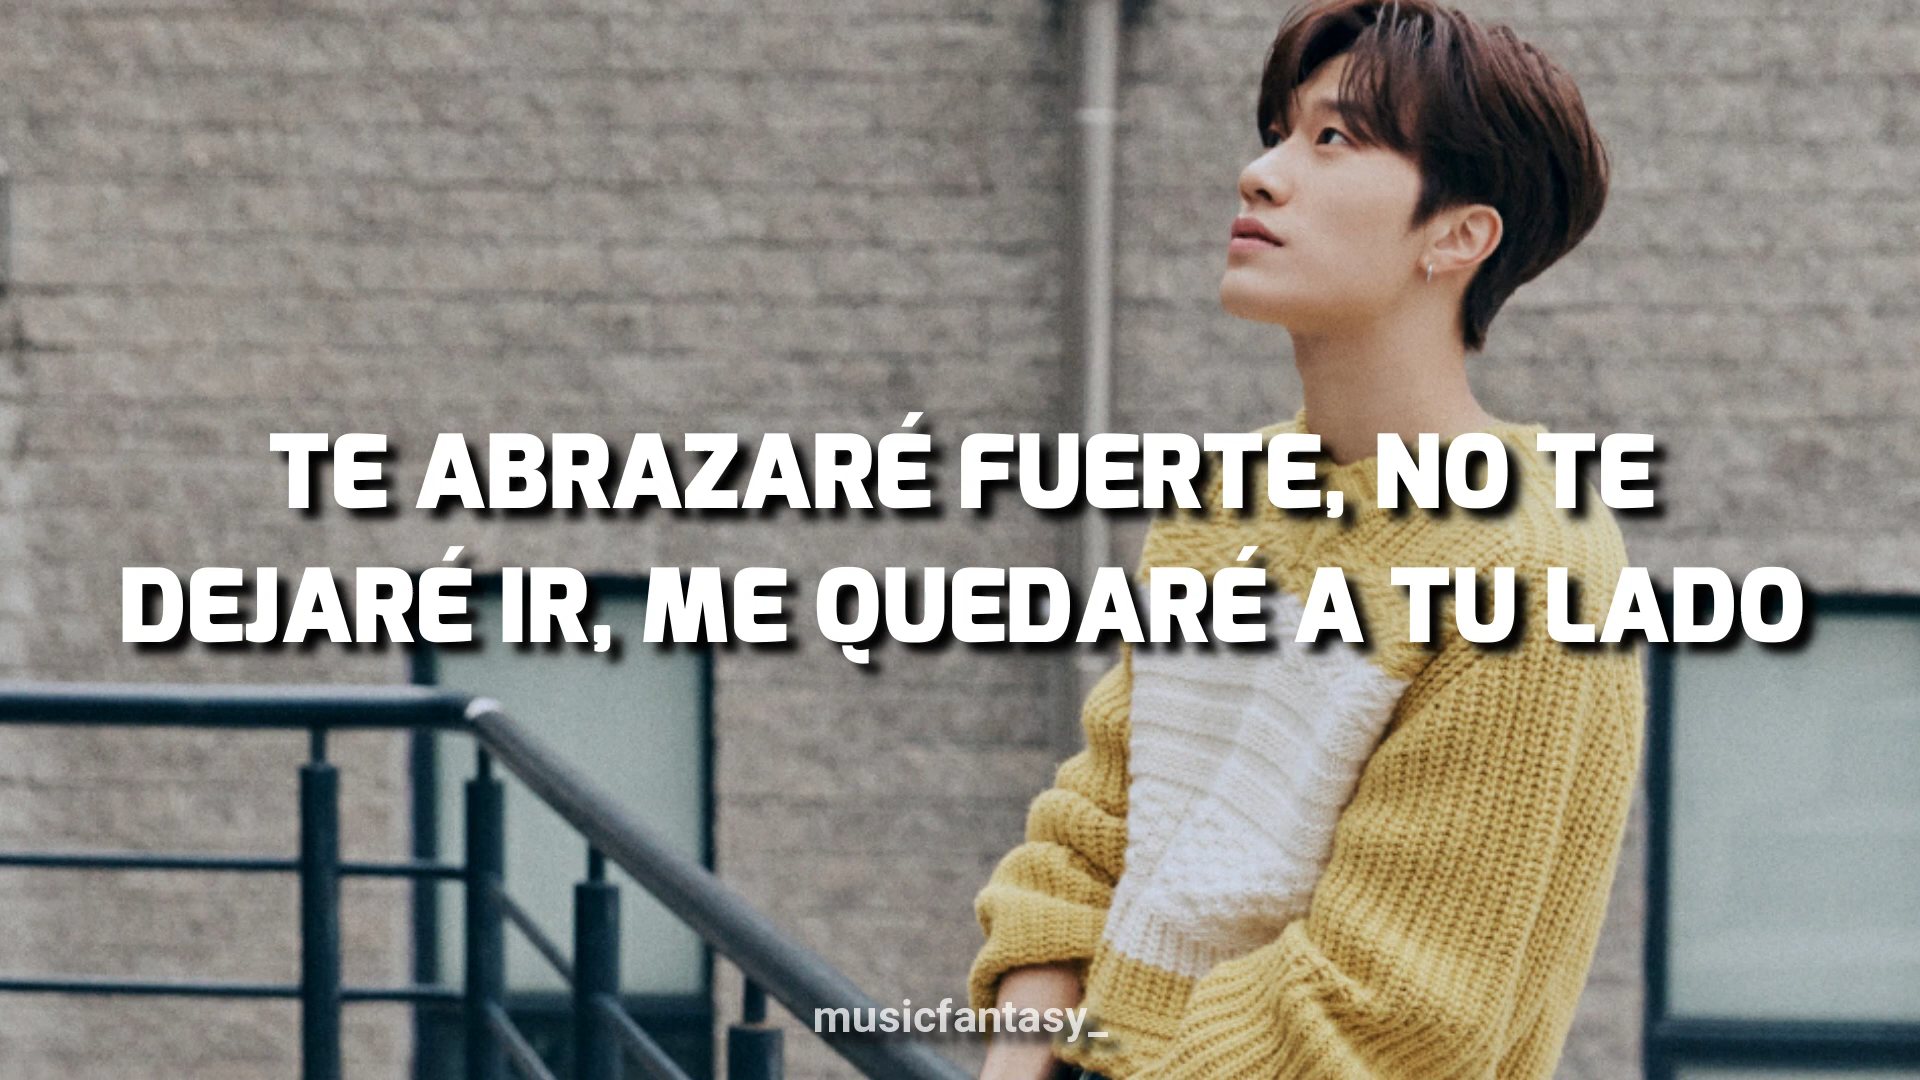 TE ABRAZARÉ FUERTE, NO TE
DEJARÉ IR, ME QUEDARÉ A TU LADO
musicfantasy_